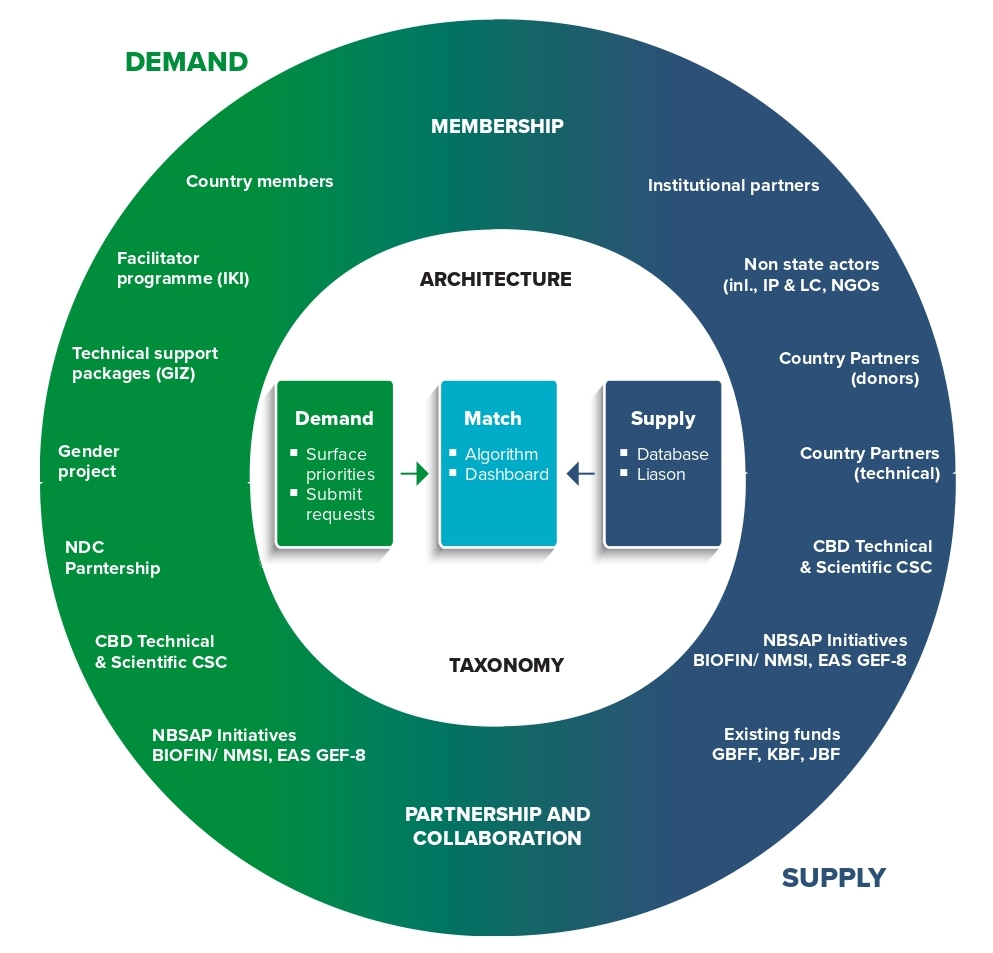 DEMAND
MEMBERSHIP
Country members
Institutional partners
Facilitator
programme (IKI)
Non state actors
(inl., IP & LC, NGOs
ARCHITECTURE
Technical support
packages (GIZ)
Country Partners
(donors)
Gender
project
Demand
Surface
priorities
Submit
requests
Match
Algorithm
Dashboard
Supply
Database
Liason
Country Partners
(technical)
NDC
Parntership
CBD Technical
& Scientific CSC
CBD Technical
& Scientific CSC
NBSAP Initiatives
BIOFIN/ NMSI, EAS GEF-8
TAXONOMY
NBSAP Initiatives
BIOFIN/ NMSI, EAS GEF-8
Existing funds
GBFF, KBF, JBF
PARTNERSHIP AND
COLLABORATION
SUPPLY